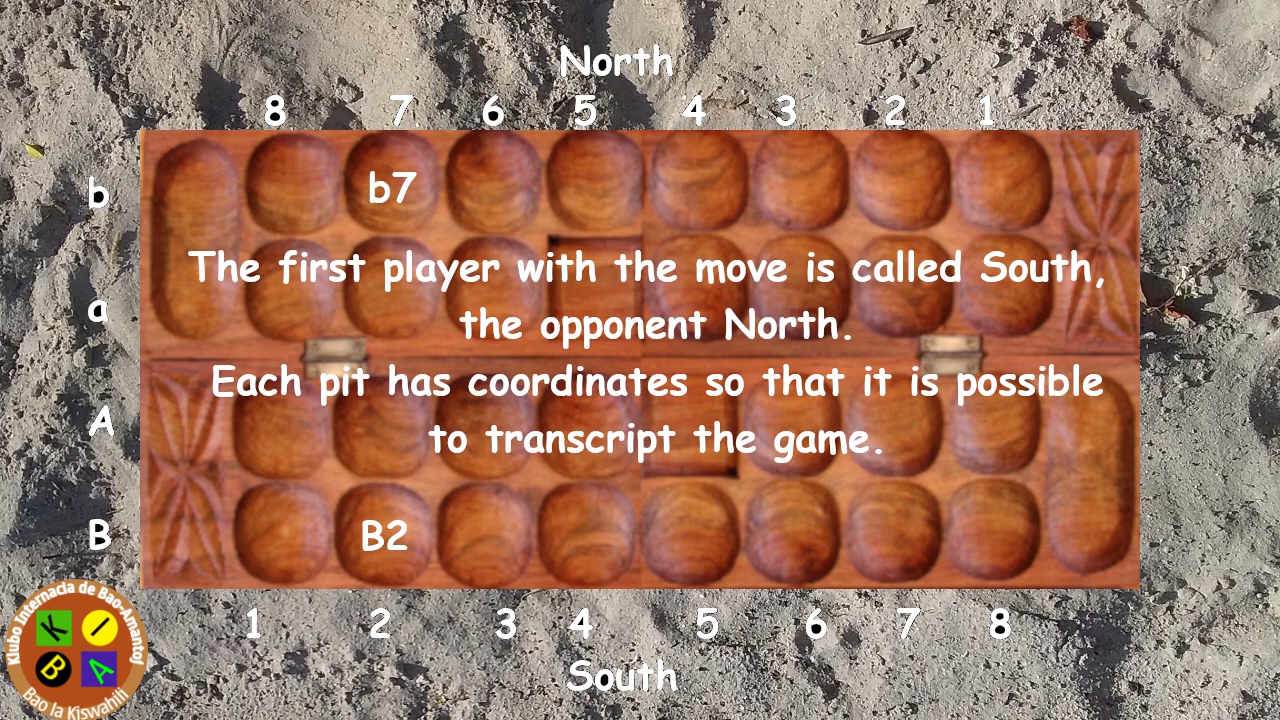 North
8 7 6 5 4 3 2 1
b
b7
The first player with the move is called South,
a
the opponent North.
Each pit has coordinates so that it is possible
A
to transcript the game.
B
B2
1 2 3 4 5 6 7 8
South
Klubo Internacia de Bao-Amantoj
K I
B A
Bao la Kiswahili